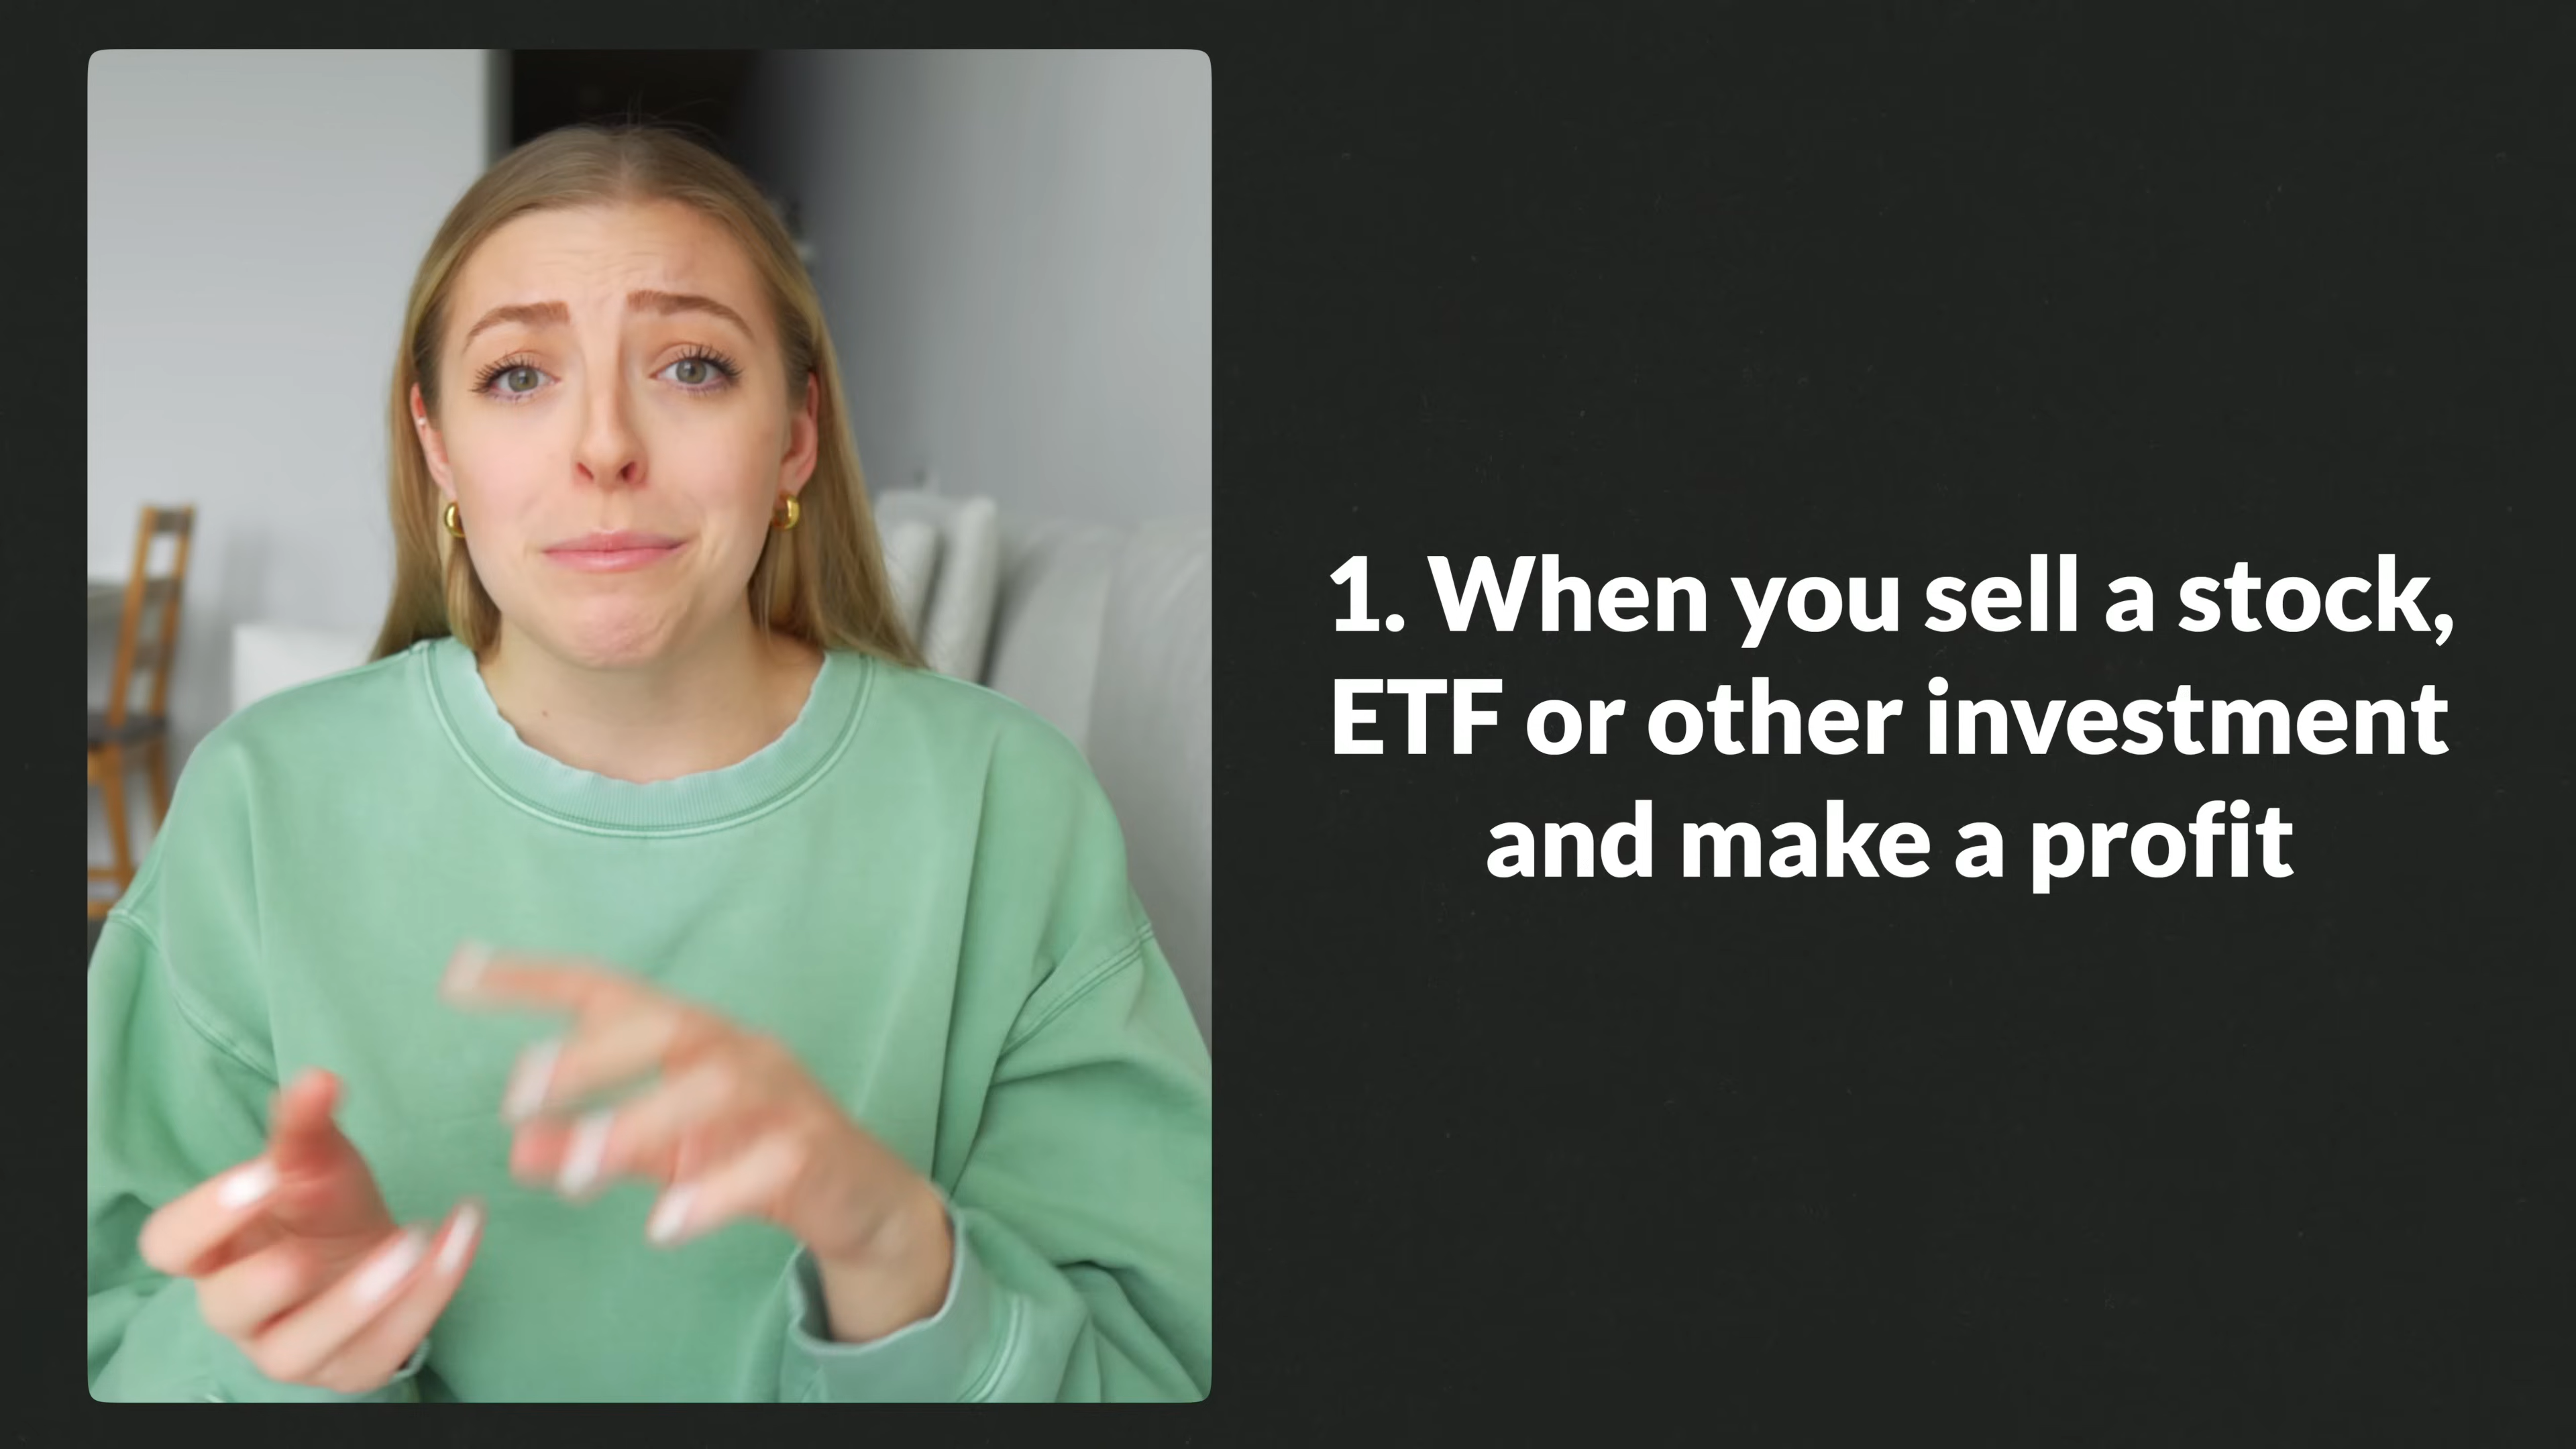 1. When you sell a stock,
ETF or other investment
and make a profit